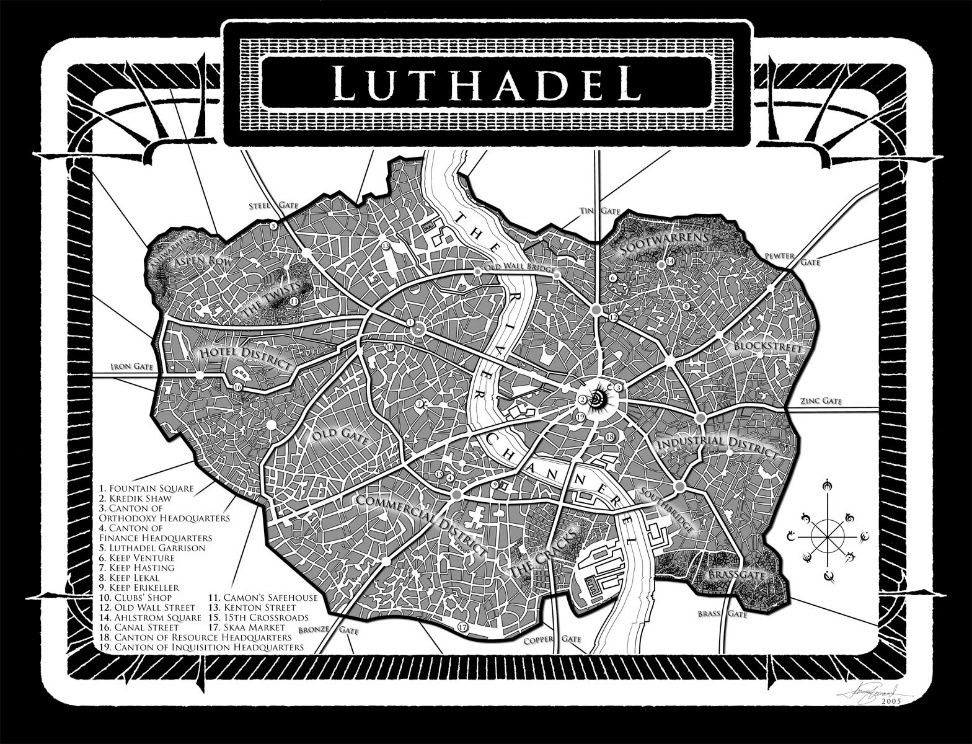 LUTHADEL
STEEL GATE
TIN GATE
SOOTWARRENS
PEWTER GATE
ASPEN ROW
THE TWISTS
OLD WALL BRIDGE
THE RIVER CHANNEREL
BLOCKSTREET
IRON GATE
HOTEL DISTRICT
ZINC GATE
OLD GATE
INDUSTRIAL DISTRICT
COMMERCIAL DISTRICT
SOUTHBRIDGE
THE CRACKS
BRASSGATE
BRASS GATE
BRONZE GATE
COPPER GATE
1. FOUNTAIN SQUARE
2. KREDIK SHAW
3. CANTON OF
ORTHODOXY HEADQUARTERS
4. CANTON OF
FINANCE HEADQUARTERS
5. LUTHADEL GARRISON
6. KEEP VENTURE
7. KEEP HASTING
8. KEEP LEKAL
9. KEEP ERIKELLER
10. CLUBS' SHOP 11. CAMON'S SAFEHOUSE
12. OLD WALL STREET 13. KENTON STREET
14. AHLSTROM SQUARE 15. 15TH CROSSROADS
16. CANAL STREET 17. SKAA MARKET
18. CANTON OF RESOURCE HEADQUARTERS
19. CANTON OF INQUISITION HEADQUARTERS
2005